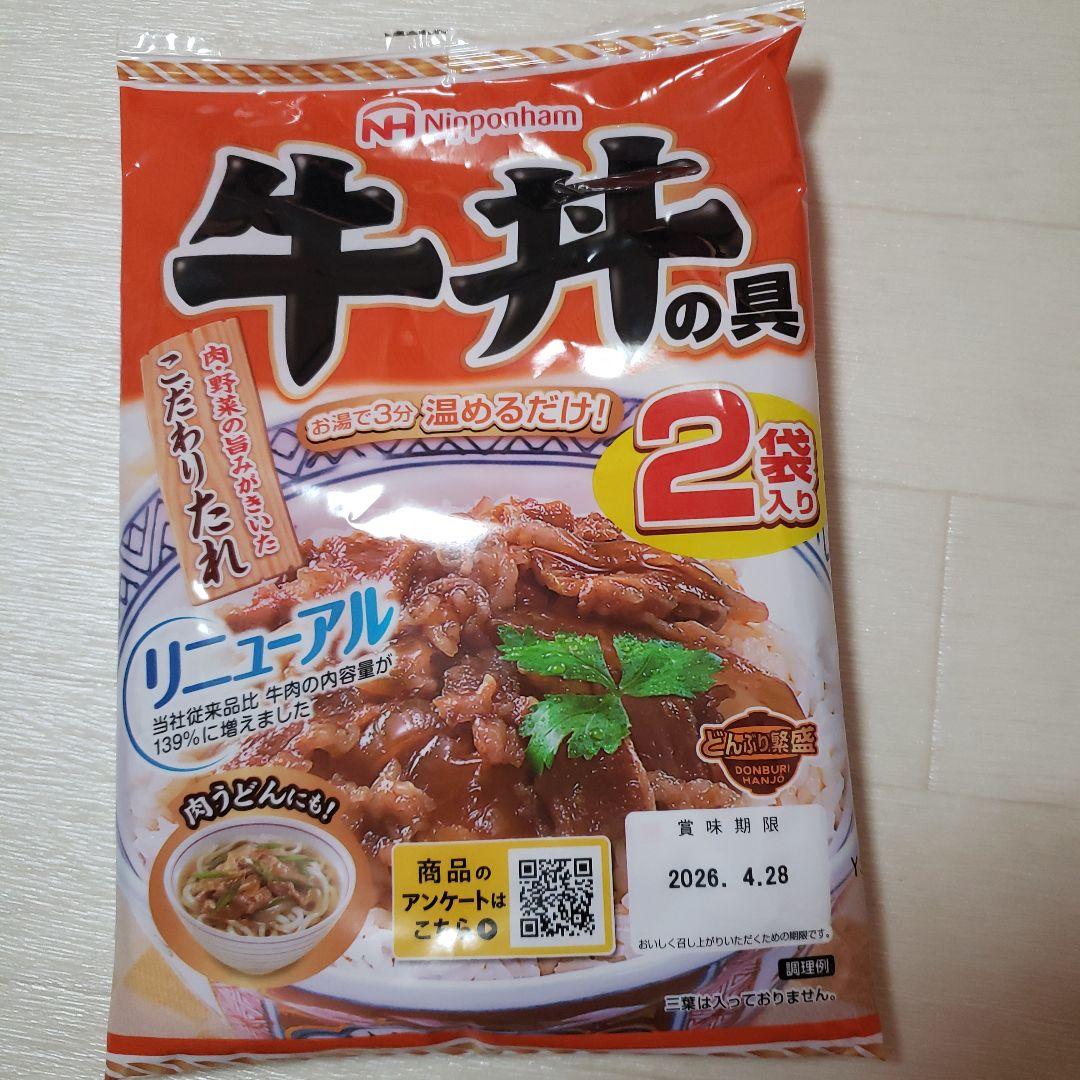 NH Nipponham
牛丼の具
肉・野菜の旨みがきいた
こだわりたれ
お湯で3分 温めるだけ!
2袋入り
リニューアル
当社従来品比 牛肉の内容量が
139%に増えました
どんぶり繁盛
DONBURI
HANJO
肉うどんにも!
商品の
アンケートは
こちら
賞味期限
2026. 4.28
おいしく召し上がりいただくための期限です。
調理例
三葉は入っておりません。